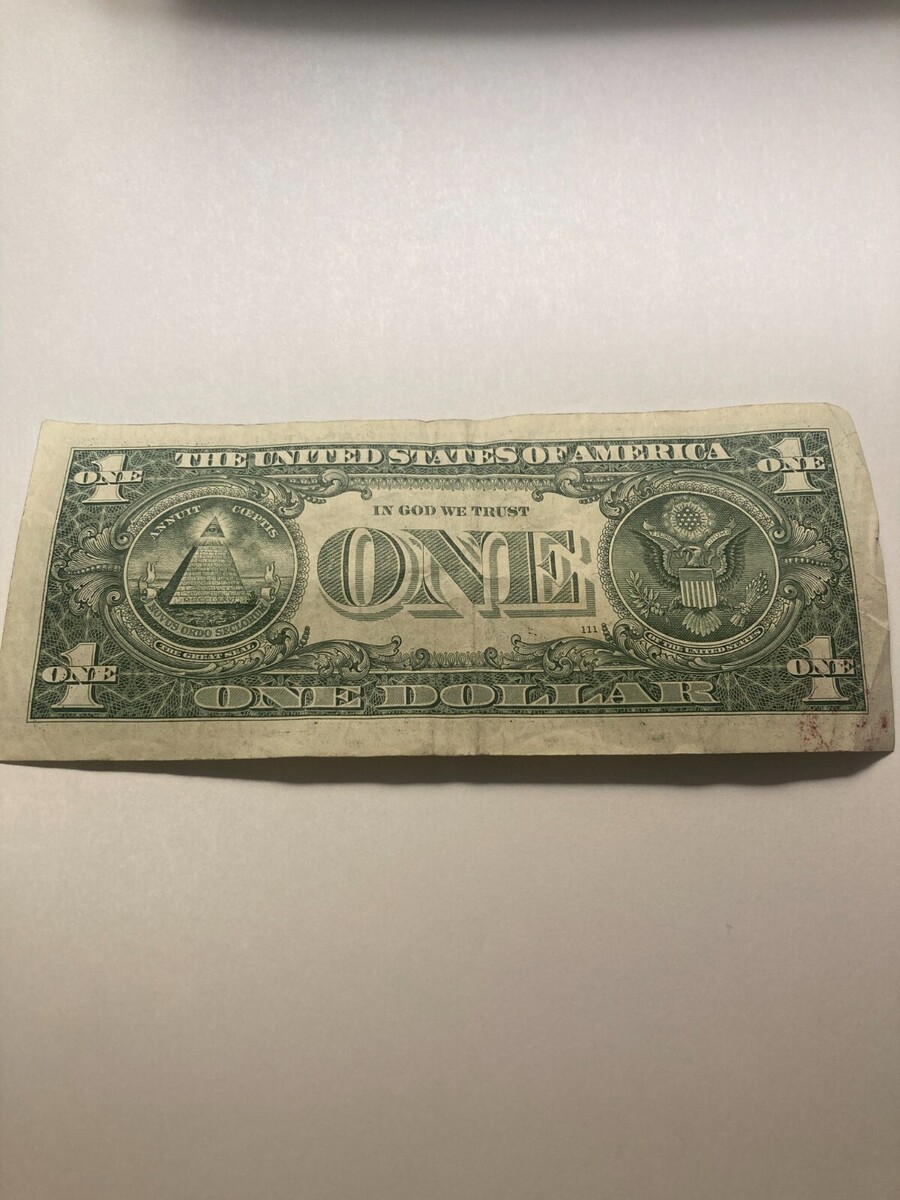 THE UNITED STATES OF AMERICA
1
ONE
1
ONE
ANNUIT CŒPTIS
IN GOD WE TRUST
ONE
NOVUS ORDO SECLORUM
THE GREAT SEAL
111
OF THE UNITED STATES
1
ONE
1
ONE
ONE DOLLAR